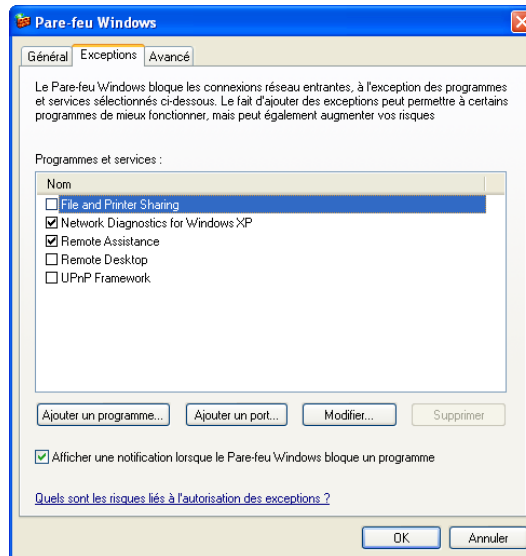 Pare-feu Windows
Général Exceptions Avancé
Le Pare-feu Windows bloque les connexions réseau entrantes, à l'exception des programmes
et services sélectionnés ci-dessous. Le fait d'ajouter des exceptions peut permettre à certains
programmes de mieux fonctionner, mais peut également augmenter vos risques
Programmes et services :
Nom
File and Printer Sharing
Network Diagnostics for Windows XP
Remote Assistance
Remote Desktop
UPnP Framework
Ajouter un programme... Ajouter un port... Modifier... Supprimer
Afficher une notification lorsque le Pare-feu Windows bloque un programme
Quels sont les risques liés à l'autorisation des exceptions ?
OK Annuler